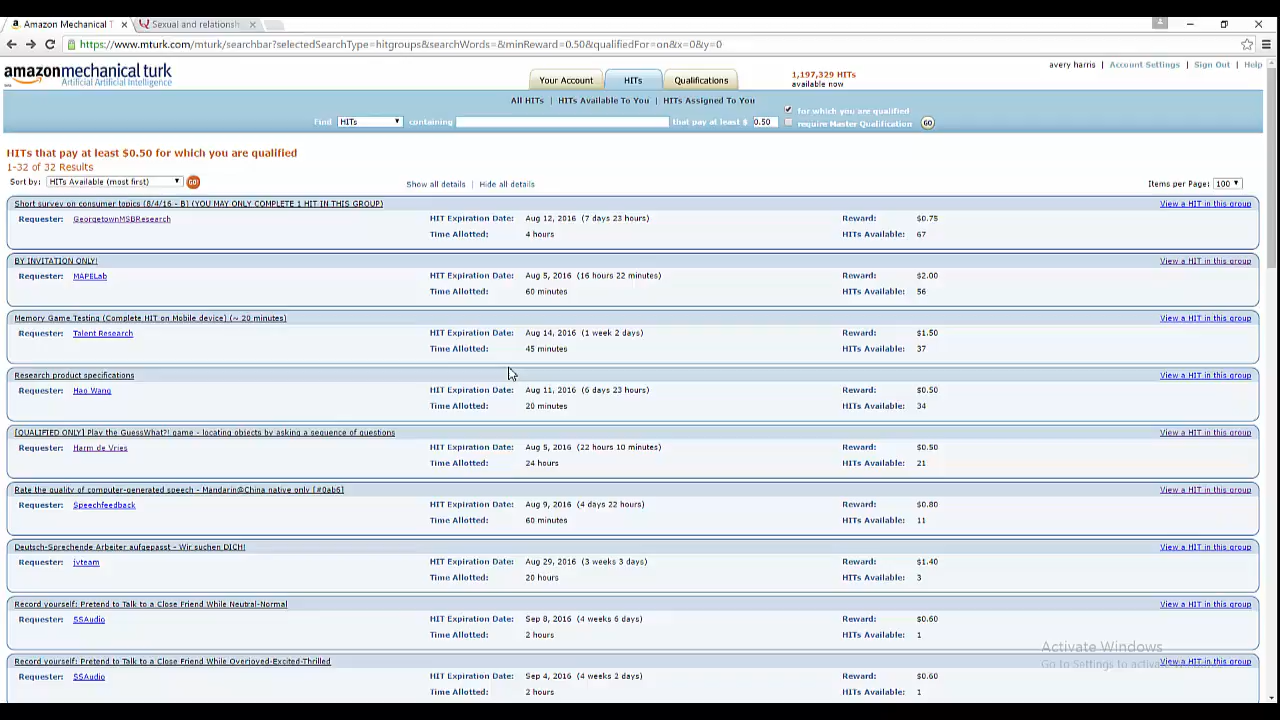 Amazon Mechanical T
Sexual and relationsh
https://www.mturk.com/mturk/searchbar?selectedSearchType=hitgroups&searchWords=&minReward=0.50&qualifiedFor=on&x=0&y=0
avery harris | Account Settings | Sign Out | Help
amazonmechanical turk
Artificial Artificial Intelligence
Your Account HITs Qualifications
1,197,329 HITs
available now
All HITs | HITs Available To You | HITs Assigned To You
Find HITs containing that pay at least $ 0.50 for which you are qualified
require Master Qualification GO
HITs that pay at least $0.50 for which you are qualified
1-32 of 32 Results
Sort by: HITs Available (most first) GO! Show all details | Hide all details Items per Page: 100
Short survey on consumer topics (8/4/16 - B) (YOU MAY ONLY COMPLETE 1 HIT IN THIS GROUP) View a HIT in this group
Requester: GeorgetownMSBResearch HIT Expiration Date: Aug 12, 2016 (7 days 23 hours) Reward: $0.75
Time Allotted: 4 hours HITs Available: 67
BY INVITATION ONLY! View a HIT in this group
Requester: MAPELab HIT Expiration Date: Aug 5, 2016 (16 hours 22 minutes) Reward: $2.00
Time Allotted: 60 minutes HITs Available: 56
Memory Game Testing (Complete HIT on Mobile device) (~ 20 minutes) View a HIT in this group
Requester: Talent Research HIT Expiration Date: Aug 14, 2016 (1 week 2 days) Reward: $1.50
Time Allotted: 45 minutes HITs Available: 37
Research product specifications View a HIT in this group
Requester: Hao Wang HIT Expiration Date: Aug 11, 2016 (6 days 23 hours) Reward: $0.50
Time Allotted: 20 minutes HITs Available: 34
[QUALIFIED ONLY] Play the GuessWhat?! game - locating objects by asking a sequence of questions View a HIT in this group
Requester: Harm de Vries HIT Expiration Date: Aug 5, 2016 (22 hours 10 minutes) Reward: $0.50
Time Allotted: 24 hours HITs Available: 21
Rate the quality of computer-generated speech - Mandarin@China native only [#0ab6] View a HIT in this group
Requester: Speechfeedback HIT Expiration Date: Aug 9, 2016 (4 days 22 hours) Reward: $0.80
Time Allotted: 60 minutes HITs Available: 11
Deutsch-Sprechende Arbeiter aufgepasst - Wir suchen DICH! View a HIT in this group
Requester: jvteam HIT Expiration Date: Aug 29, 2016 (3 weeks 3 days) Reward: $1.40
Time Allotted: 20 hours HITs Available: 3
Record yourself: Pretend to Talk to a Close Friend While Neutral-Normal View a HIT in this group
Requester: SSAudio HIT Expiration Date: Sep 8, 2016 (4 weeks 6 days) Reward: $0.60
Time Allotted: 2 hours HITs Available: 1
Activate Windows
Record yourself: Pretend to Talk to a Close Friend While Overjoyed-Excited-Thrilled View a HIT in this group
Go to Settings to activa
Requester: SSAudio HIT Expiration Date: Sep 4, 2016 (4 weeks 2 days) Reward: $0.60
Time Allotted: 2 hours HITs Available: 1